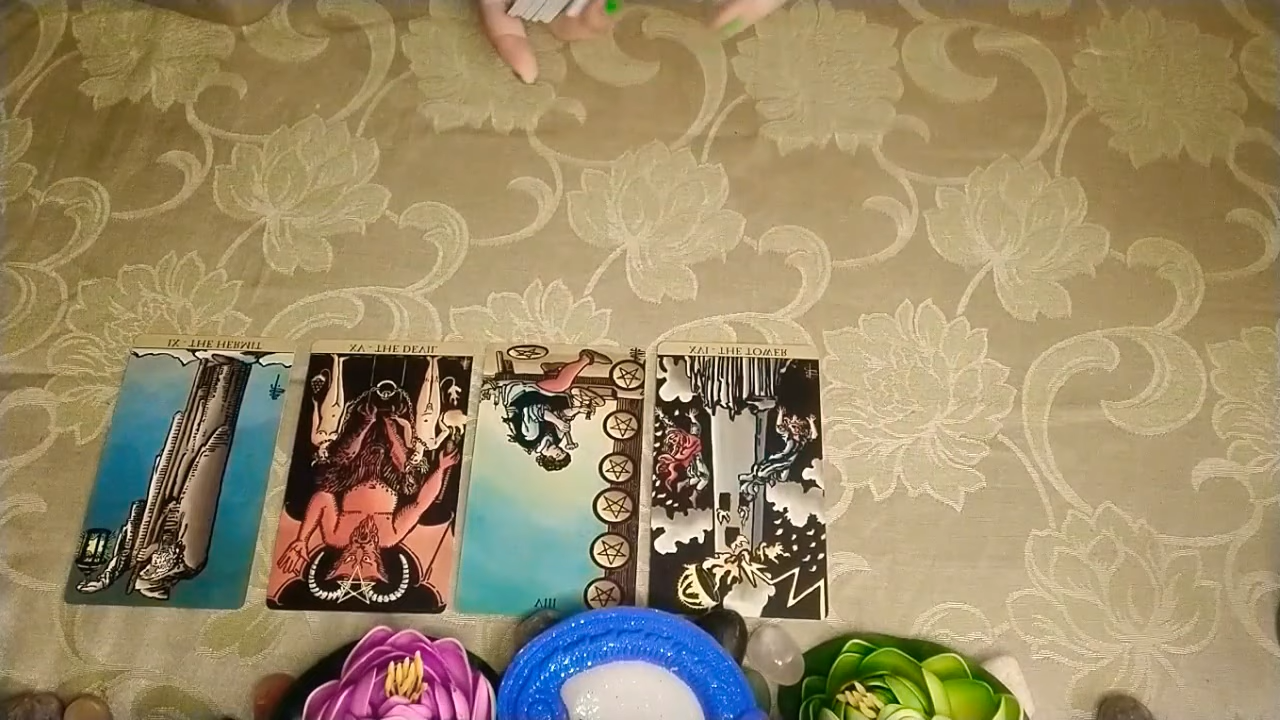 IX - THE HERMIT
XV - THE DEVIL
XVI - THE TOWER
VIII